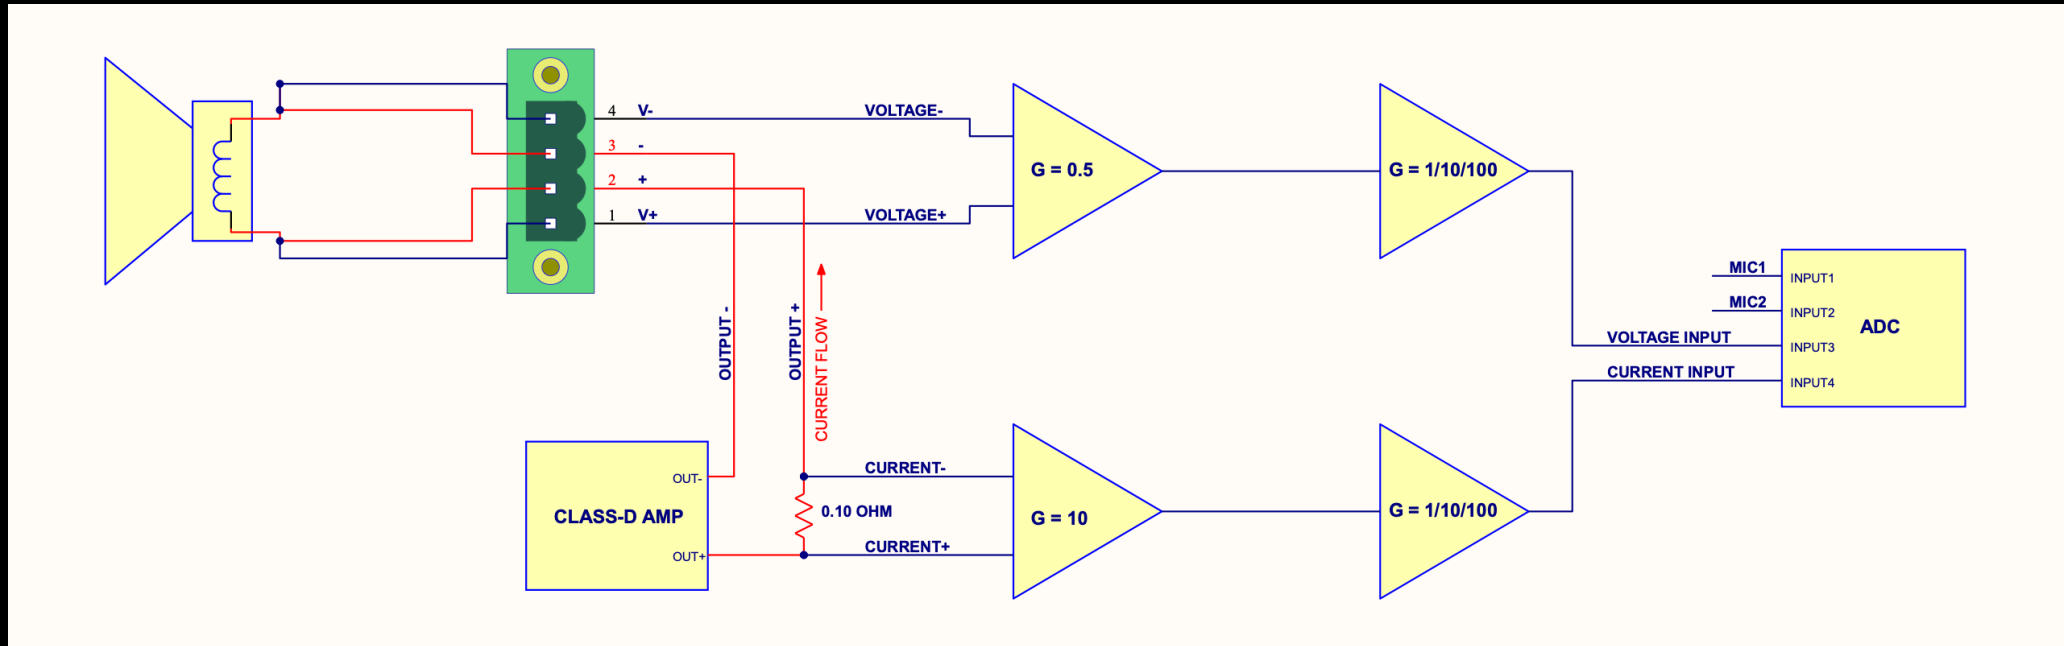 4 V- VOLTAGE-
3 -
2 +
1 V+ VOLTAGE+
G = 0.5
G = 1/10/100
OUTPUT -
OUTPUT +
CURRENT FLOW
MIC1 INPUT1
MIC2 INPUT2
VOLTAGE INPUT INPUT3
CURRENT INPUT INPUT4
ADC
CLASS-D AMP
OUT-
OUT+
CURRENT-
0.10 OHM
CURRENT+
G = 10
G = 1/10/100